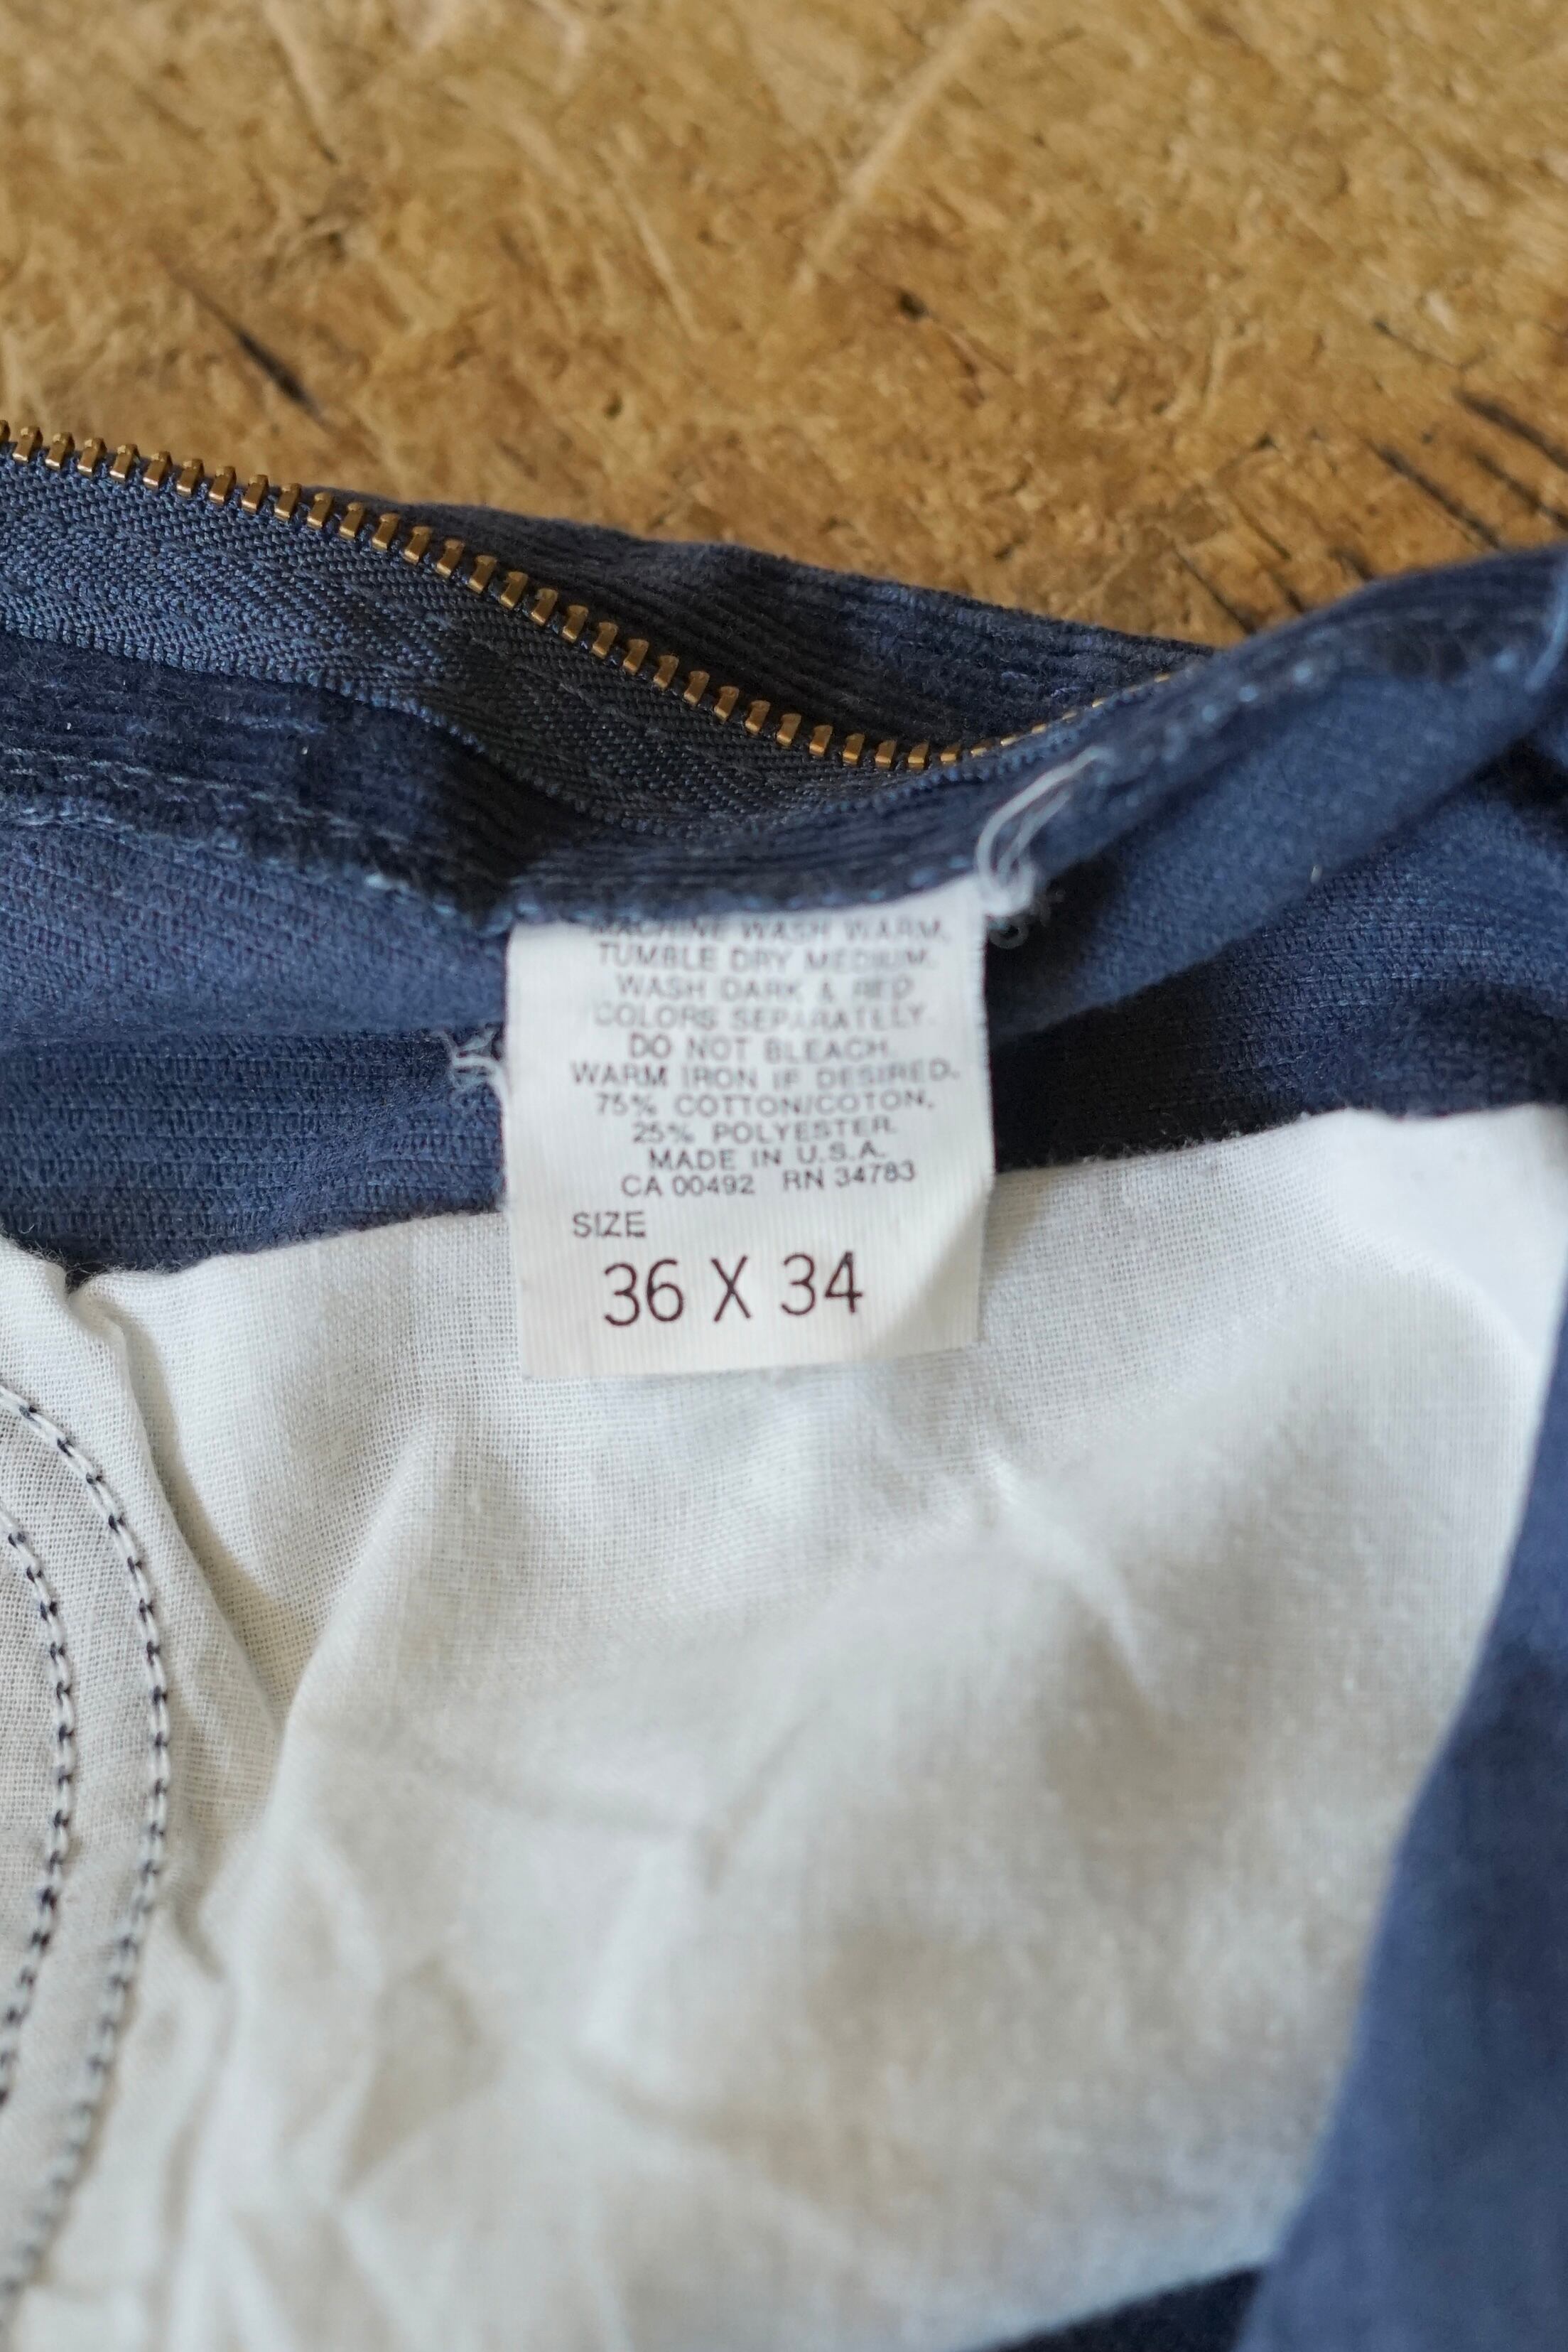 MACHINE WASH WARM,
TUMBLE DRY MEDIUM.
WASH DARK & RED
COLORS SEPARATELY.
DO NOT BLEACH.
WARM IRON IF DESIRED.
75% COTTON/COTON,
25% POLYESTER.
MADE IN U.S.A.
CA 00492 RN 34783
SIZE
36 X 34